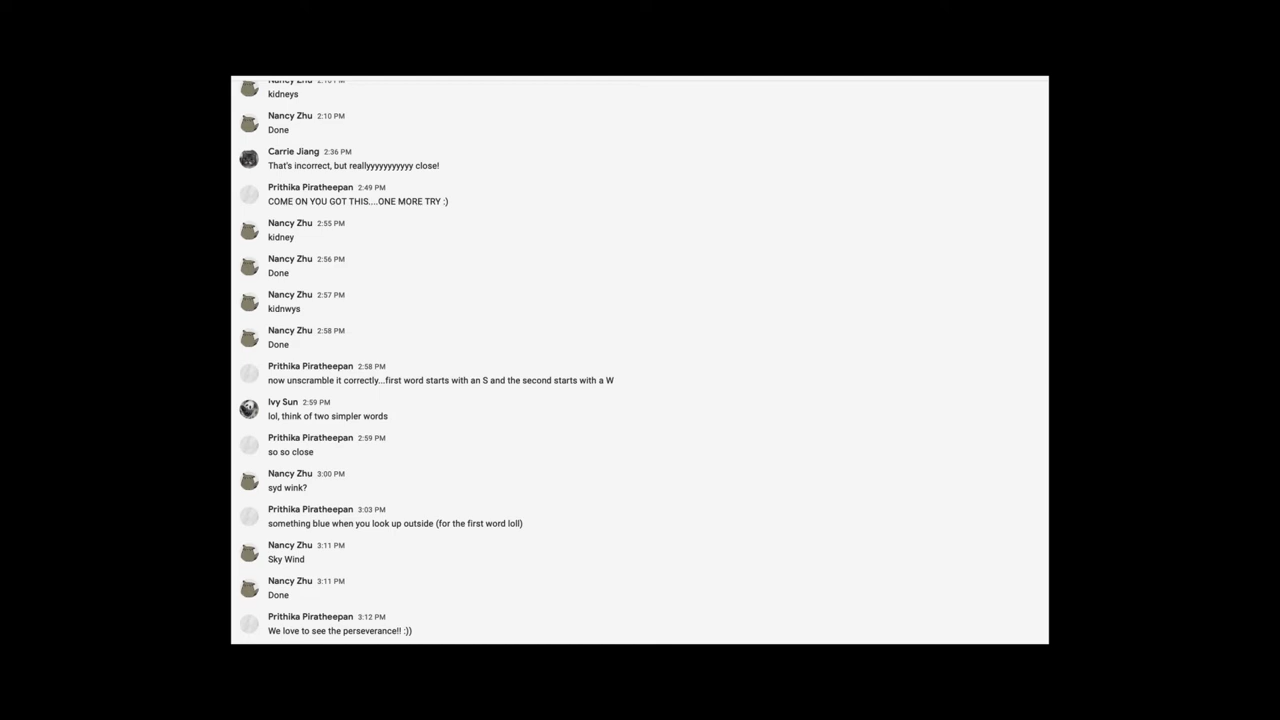 kidneys
Nancy Zhu 2:10 PM
Done
Carrie Jiang 2:36 PM
That's incorrect, but reallyyyyyyyyyy close!
Prithika Piratheepan 2:49 PM
COME ON YOU GOT THIS....ONE MORE TRY :)
Nancy Zhu 2:55 PM
kidney
Nancy Zhu 2:56 PM
Done
Nancy Zhu 2:57 PM
kidnwys
Nancy Zhu 2:58 PM
Done
Prithika Piratheepan 2:58 PM
now unscramble it correctly...first word starts with an S and the second starts with a W
Ivy Sun 2:59 PM
lol, think of two simpler words
Prithika Piratheepan 2:59 PM
so so close
Nancy Zhu 3:00 PM
syd wink?
Prithika Piratheepan 3:03 PM
something blue when you look up outside (for the first word loll)
Nancy Zhu 3:11 PM
Sky Wind
Nancy Zhu 3:11 PM
Done
Prithika Piratheepan 3:12 PM
We love to see the perseverance!! :))